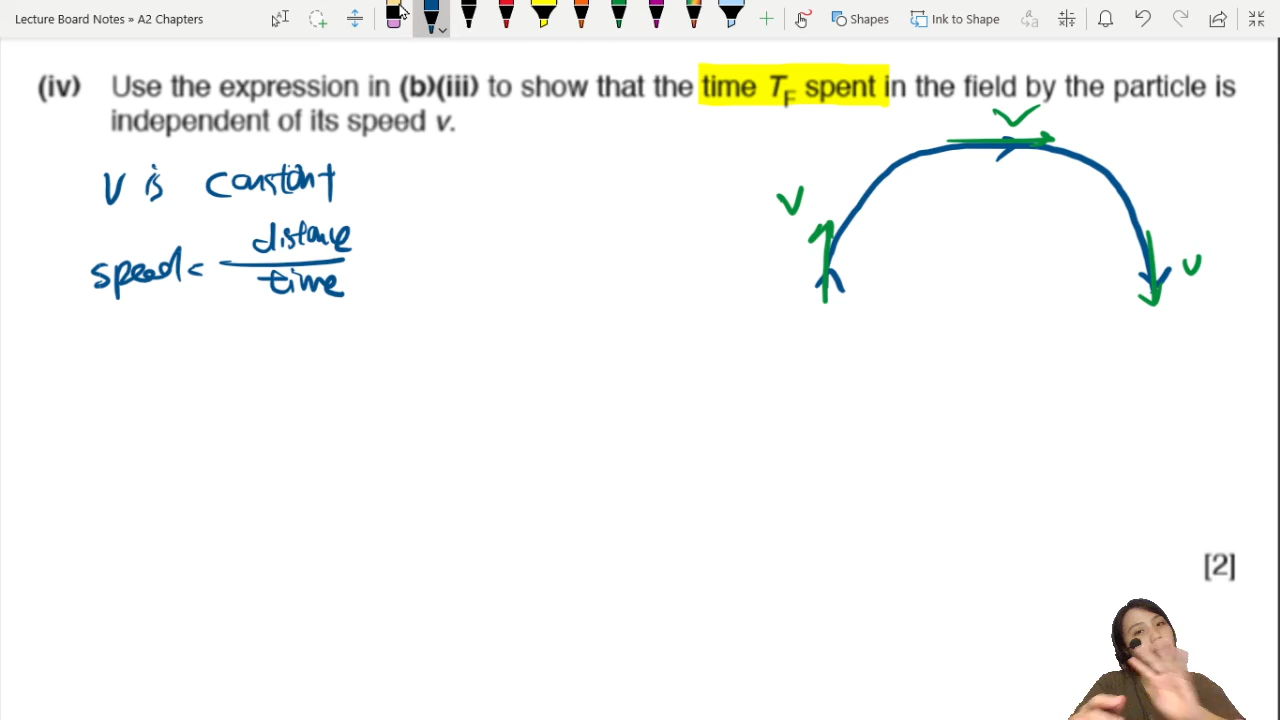 Lecture Board Notes » A2 Chapters
Shapes
Ink to Shape
(iv) Use the expression in (b)(iii) to show that the time TF spent in the field by the particle is
independent of its speed v.
v is constant
speed = distance
time
v
v
v
[2]